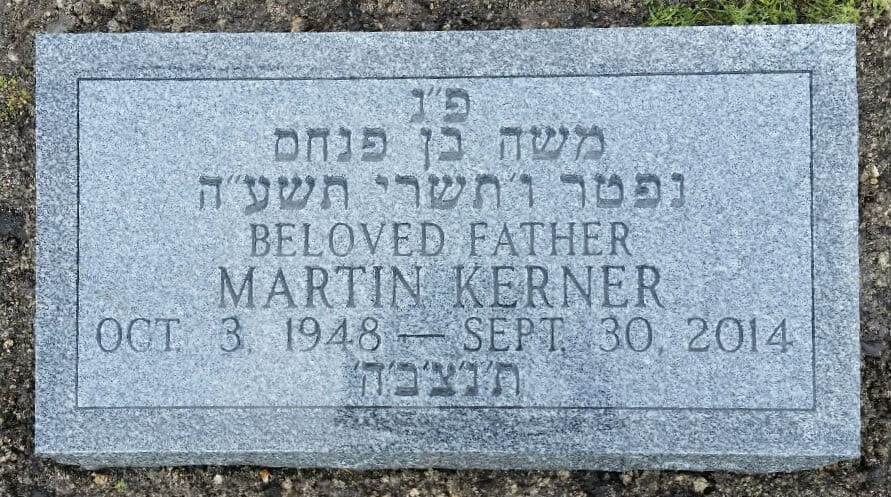 פ״נ
משה בן פנחס
נפטר ו׳ תשרי תשע״ה
BELOVED FATHER
MARTIN KERNER
OCT. 3, 1948 — SEPT. 30, 2014
ת׳נ׳צ׳ב׳ה׳